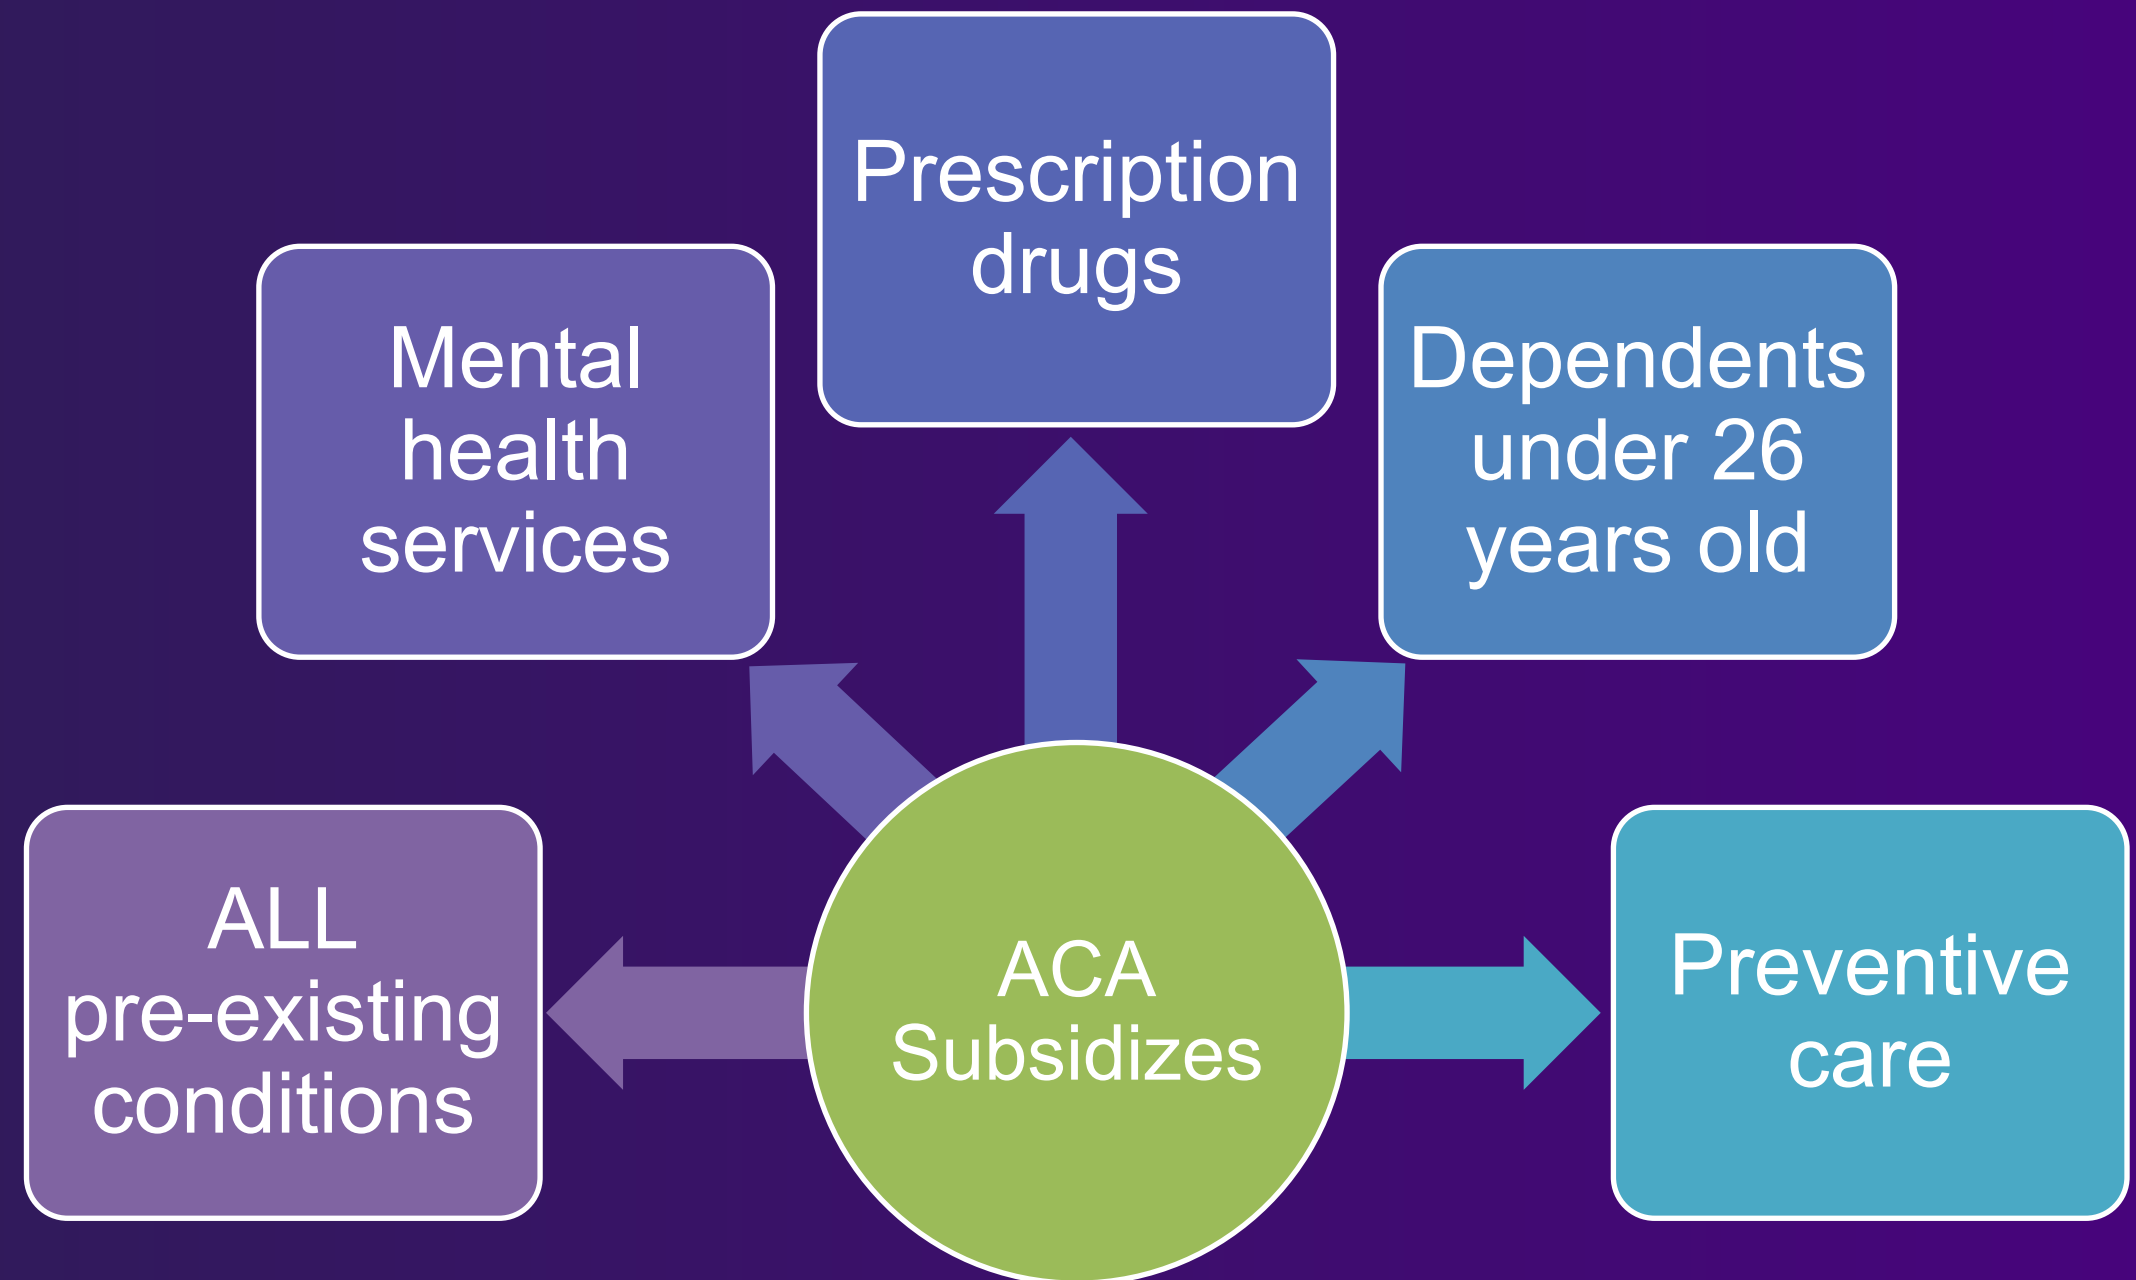 Prescription
drugs
Mental
health
services
Dependents
under 26
years old
ALL
pre-existing
conditions
ACA
Subsidizes
Preventive
care